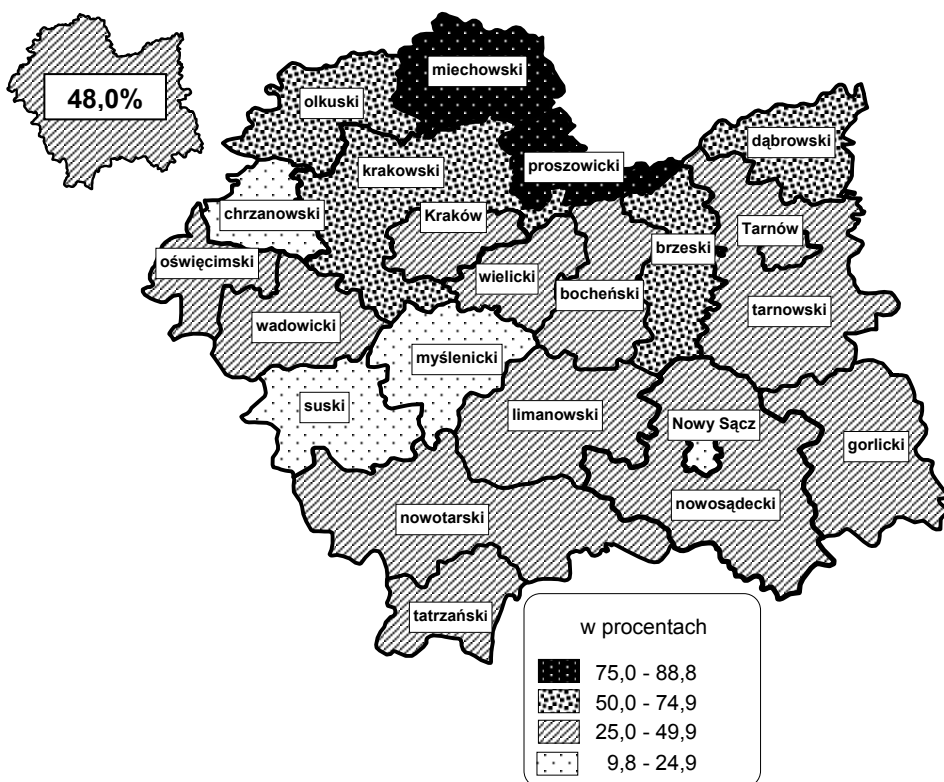 48,0%
miechowski
olkuski
dąbrowski
proszowicki
krakowski
chrzanowski
Kraków
Tarnów
brzeski
oświęcimski
wielicki
bocheński
tarnowski
wadowicki
myślenicki
suski
limanowski
Nowy Sącz
gorlicki
nowosądecki
nowotarski
tatrzański
w procentach
75,0 - 88,8
50,0 - 74,9
25,0 - 49,9
9,8 - 24,9